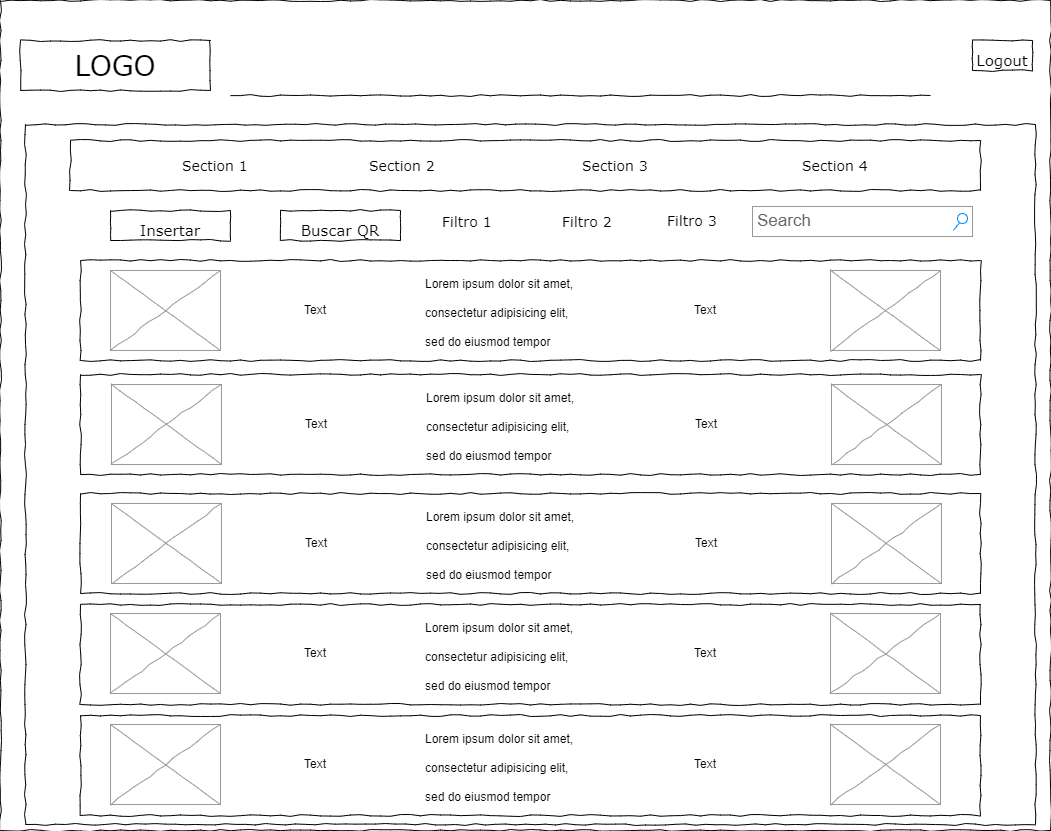 LOGO
Logout
Section 1 Section 2 Section 3 Section 4
Insertar Buscar QR Filtro 1 Filtro 2 Filtro 3 Search
Lorem ipsum dolor sit amet,
Text consectetur adipisicing elit, Text
sed do eiusmod tempor
Lorem ipsum dolor sit amet,
Text consectetur adipisicing elit, Text
sed do eiusmod tempor
Lorem ipsum dolor sit amet,
Text consectetur adipisicing elit, Text
sed do eiusmod tempor
Lorem ipsum dolor sit amet,
Text consectetur adipisicing elit, Text
sed do eiusmod tempor
Lorem ipsum dolor sit amet,
Text consectetur adipisicing elit, Text
sed do eiusmod tempor